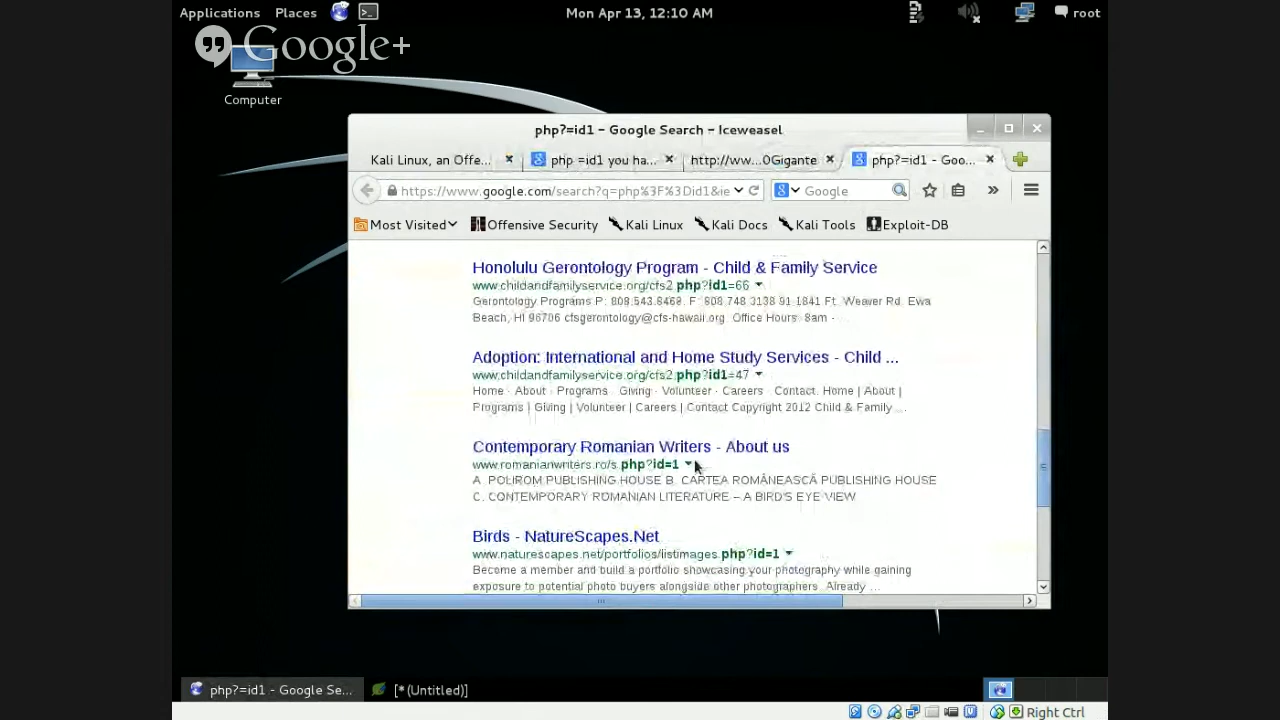 Applications Places Mon Apr 13, 12:10 AM root
Google+
Computer
php?=id1 - Google Search - Iceweasel
Kali Linux, an Offe... php =id1 you ha... http://ww...0Gigante php?=id1 - Goo...
https://www.google.com/search?q=php%3F%3Did1&ie Google
Most Visited Offensive Security Kali Linux Kali Docs Kali Tools Exploit-DB
Honolulu Gerontology Program - Child & Family Service
www.childandfamilyservice.org/cfs2.php?id1=66
Gerontology Programs P: 808.543.8468. F: 808.748 3138 91-1841 Ft. Weaver Rd. Ewa
Beach, HI 96706 cfsgerontology@cfs-hawaii.org Office Hours: 8am -
Adoption: International and Home Study Services - Child ...
www.childandfamilyservice.org/cfs2.php?id1=47
Home · About · Programs · Giving · Volunteer · Careers · Contact. Home | About |
Programs | Giving | Volunteer | Careers | Contact Copyright 2012 Child & Family ...
Contemporary Romanian Writers - About us
www.romanianwriters.ro/s.php?id=1
A. POLIROM PUBLISHING HOUSE B. CARTEA ROMÂNEASCĂ PUBLISHING HOUSE
C. CONTEMPORARY ROMANIAN LITERATURE – A BIRD'S EYE VIEW
Birds - NatureScapes.Net
www.naturescapes.net/portfolios/listimages.php?id=1
Become a member and build a portfolio showcasing your photography while gaining
exposure to potential photo buyers alongside other photographers. Already ...
php?=id1 - Google Se... [*(Untitled)]
Right Ctrl